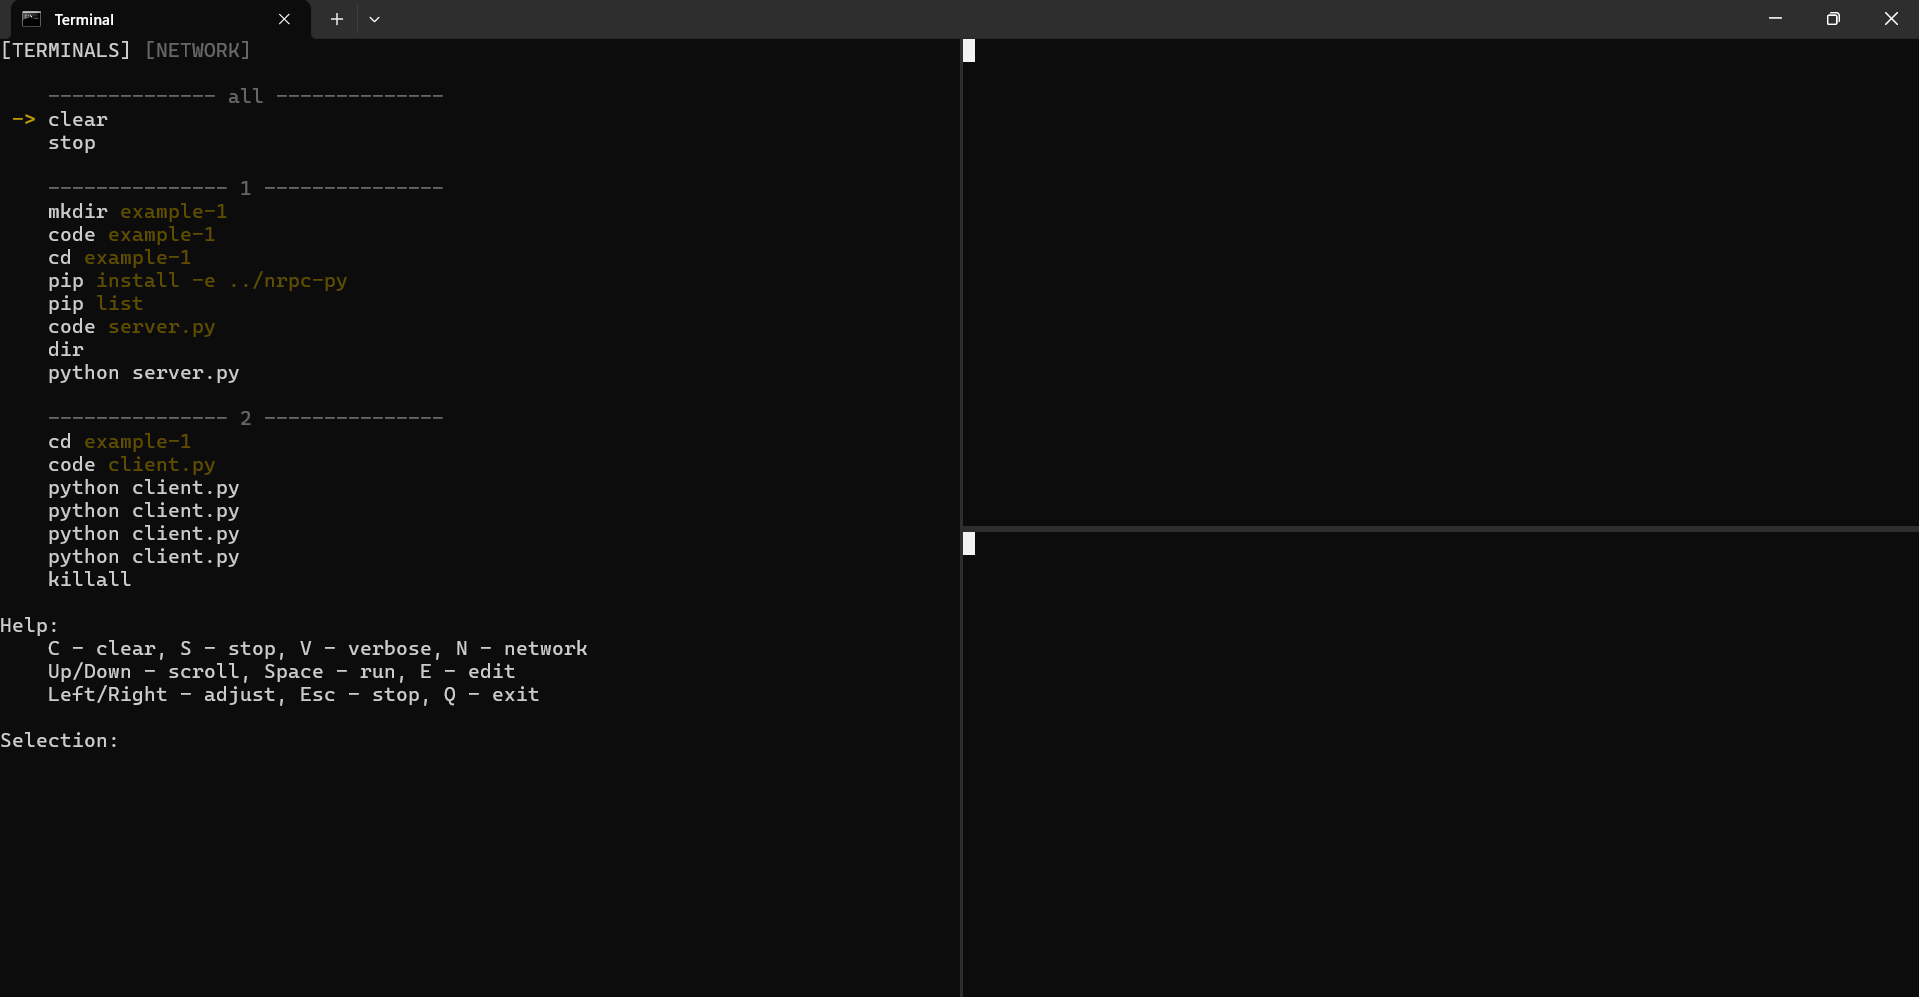 Terminal
[TERMINALS] [NETWORK]
-------------- all --------------
-> clear
stop
--------------- 1 ---------------
mkdir example-1
code example-1
cd example-1
pip install -e ../nrpc-py
pip list
code server.py
dir
python server.py
--------------- 2 ---------------
cd example-1
code client.py
python client.py
python client.py
python client.py
python client.py
killall
Help:
C - clear, S - stop, V - verbose, N - network
Up/Down - scroll, Space - run, E - edit
Left/Right - adjust, Esc - stop, Q - exit
Selection: